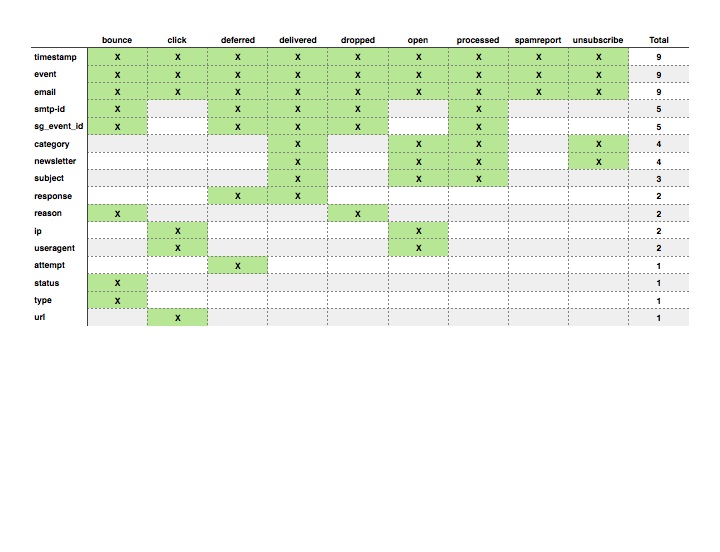 bounce click deferred delivered dropped open processed spamreport unsubscribe Total
timestamp X X X X X X X X X 9
event X X X X X X X X X 9
email X X X X X X X X X 9
smtp-id X X X X X 5
sg_event_id X X X X X 5
category X X X X 4
newsletter X X X X 4
subject X X X 3
response X X 2
reason X X 2
ip X X 2
useragent X X 2
attempt X 1
status X 1
type X 1
url X 1